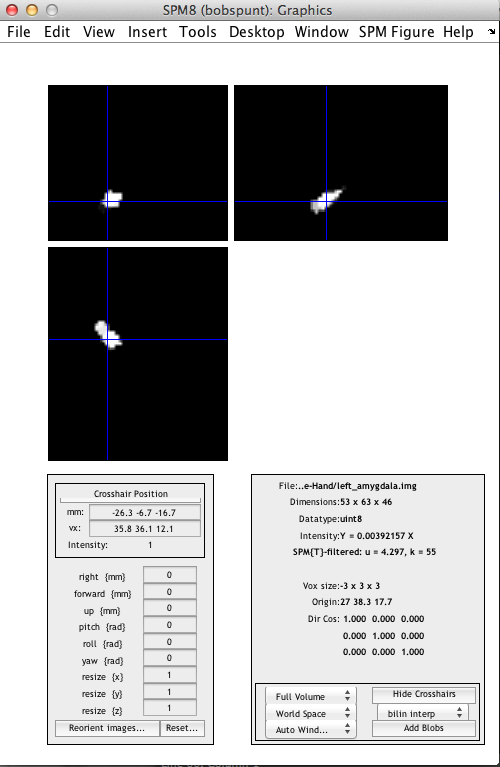 SPM8 (bobspunt): Graphics
File Edit View Insert Tools Desktop Window SPM Figure Help
Crosshair Position
mm: -26.3 -6.7 -16.7
vx: 35.8 36.1 12.1
Intensity: 1
right {mm} 0
forward {mm} 0
up {mm} 0
pitch {rad} 0
roll {rad} 0
yaw {rad} 0
resize {x} 1
resize {y} 1
resize {z} 1
Reorient images... Reset...
File:..e-Hand/left_amygdala.img
Dimensions:53 x 63 x 46
Datatype:uint8
Intensity:Y = 0.00392157 X
SPM{T}-filtered: u = 4.297, k = 55
Vox size:-3 x 3 x 3
Origin:27 38.3 17.7
Dir Cos: 1.000 0.000 0.000
0.000 1.000 0.000
0.000 0.000 1.000
Full Volume Hide Crosshairs
World Space bilin interp
Auto Wind... Add Blobs